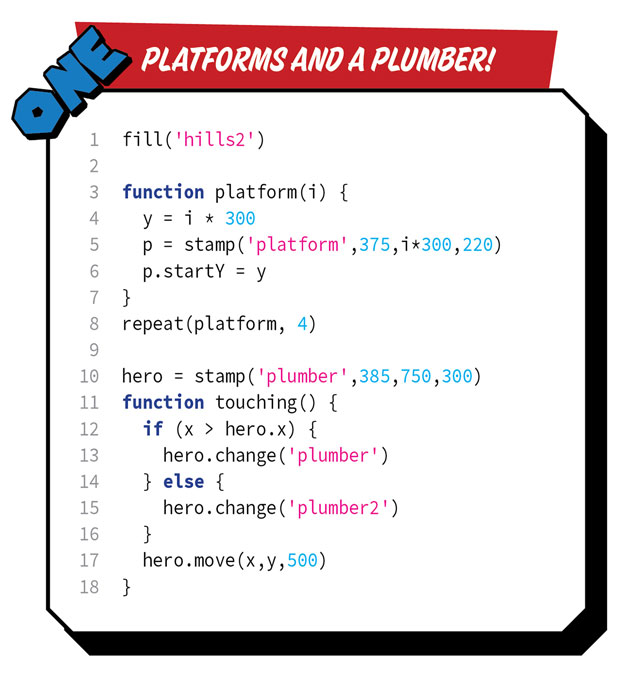 ONE
PLATFORMS AND A PLUMBER!
1 fill('hills2')
2
3 function platform(i) {
4   y = i * 300
5   p = stamp('platform',375,i*300,220)
6   p.startY = y
7 }
8 repeat(platform, 4)
9
10 hero = stamp('plumber',385,750,300)
11 function touching() {
12   if (x > hero.x) {
13     hero.change('plumber')
14   } else {
15     hero.change('plumber2')
16   }
17   hero.move(x,y,500)
18 }